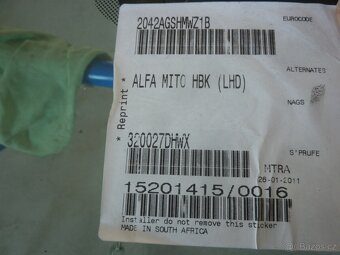 2042AGSHMWZ1B
EUROCODE
ALTERNATES
* Reprint *
ALFA MITO HBK (LHD)
NAGS
320027DHWX
S'PRUFE
MTRA
26-01-2011
15201415/0016
Installer do not remove this sticker
MADE IN SOUTH AFRICA